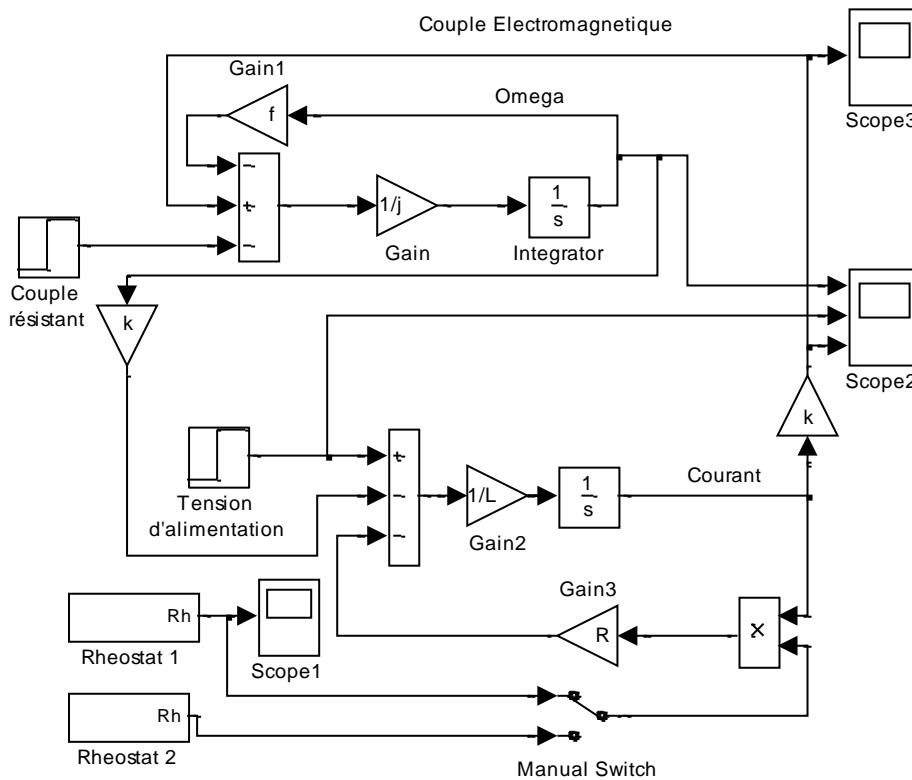 Couple Electromagnetique
Scope3
Gain1
f
Omega
-
+
-
1/j
Gain
1
s
Integrator
Couple
résistant
k
Scope2
k
Tension
d'alimentation
+
-
-
1/L
Gain2
1
s
Courant
Gain3
R
x
Rh
Rheostat 1
Scope1
Rh
Rheostat 2
Manual Switch